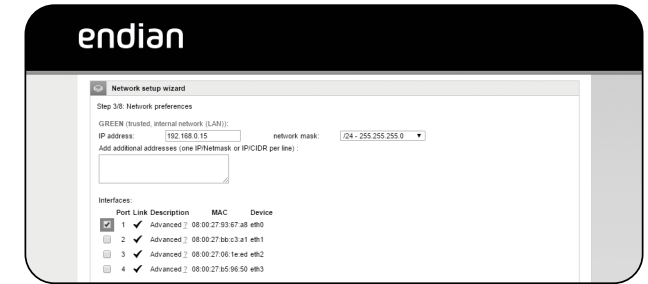 endian
Network setup wizard
Step 3/8: Network preferences
GREEN (trusted, internal network (LAN)):
IP address: 192.168.0.15 network mask: /24 - 255.255.255.0
Add additional addresses (one IP/Netmask or IP/CIDR per line) :
Interfaces:
Port Link Description MAC Device
1 Advanced ? 08:00:27:93:67:a8 eth0
2 Advanced ? 08:00:27:bb:c3:a1 eth1
3 Advanced ? 08:00:27:06:1e:ed eth2
4 Advanced ? 08:00:27:b5:96:50 eth3